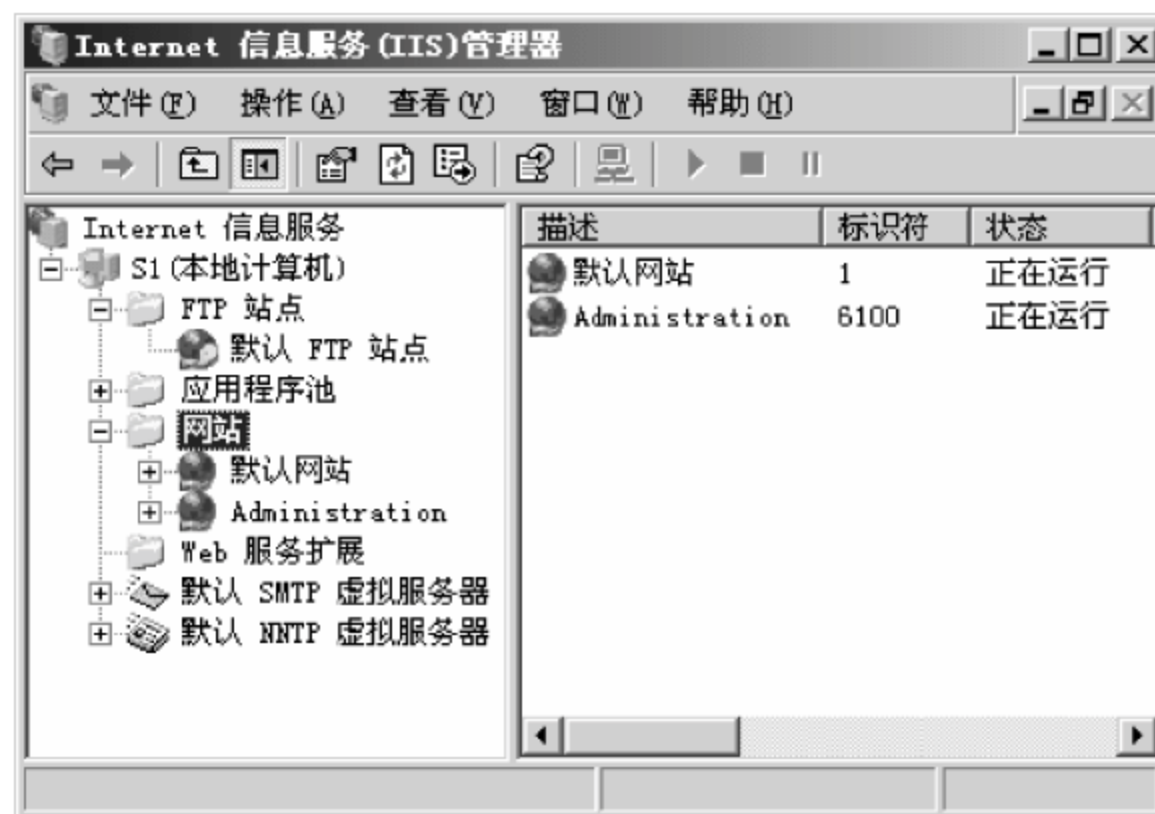 Internet 信息服务(IIS)管理器
文件(F) 操作(A) 查看(V) 窗口(W) 帮助(H)
Internet 信息服务
S1(本地计算机)
FTP 站点
默认 FTP 站点
应用程序池
网站
默认网站
Administration
Web 服务扩展
默认 SMTP 虚拟服务器
默认 NNTP 虚拟服务器
描述 标识符 状态
默认网站 1 正在运行
Administration 6100 正在运行